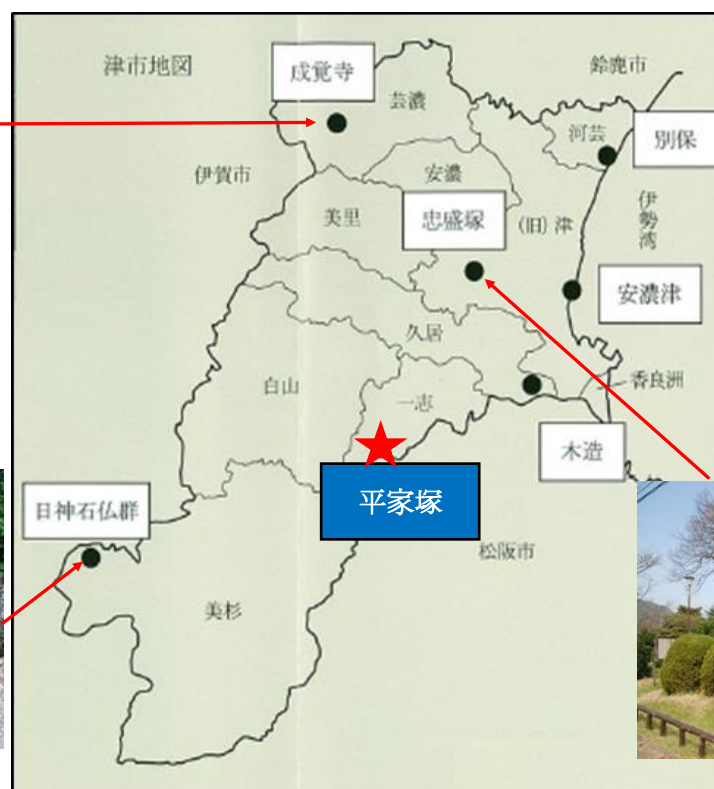 津市地図
成覚寺
鈴鹿市
芸濃
河芸
別保
伊賀市
安濃
美里
忠盛塚
(旧)津
伊勢湾
安濃津
久居
白山
一志
香良洲
木造
平家塚
日神石仏群
松阪市
美杉